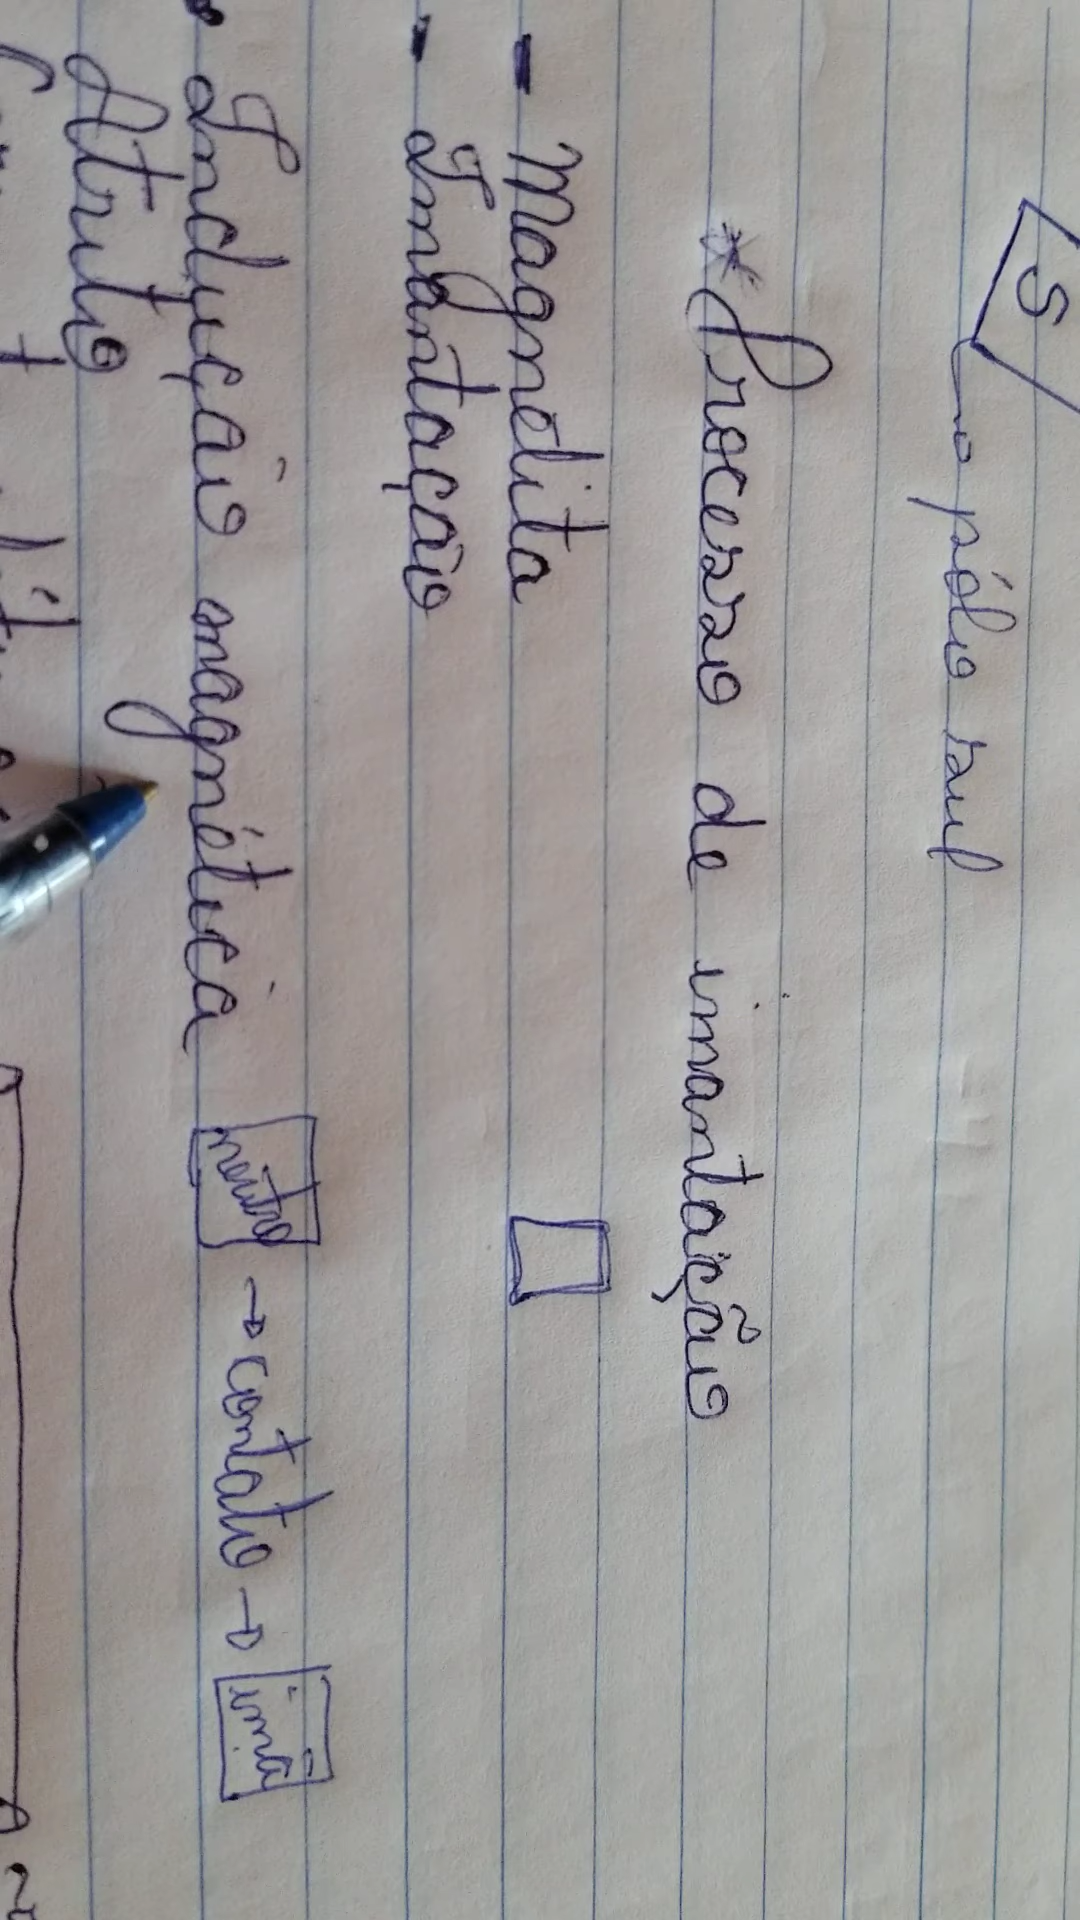 S
pólo sul
* Processo de imantação
- Magnetita
- Imantação
• Indução magnética neutro → contato → imã
Atrito